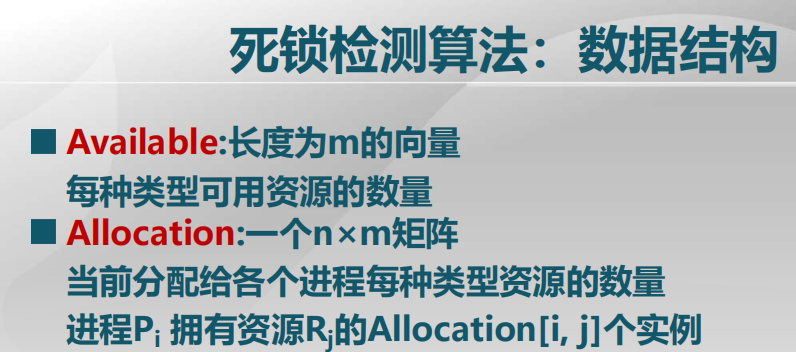 死锁检测算法：数据结构
■ Available:长度为m的向量
每种类型可用资源的数量
■ Allocation:一个n×m矩阵
当前分配给各个进程每种类型资源的数量
进程Pi 拥有资源Rj的Allocation[i, j]个实例